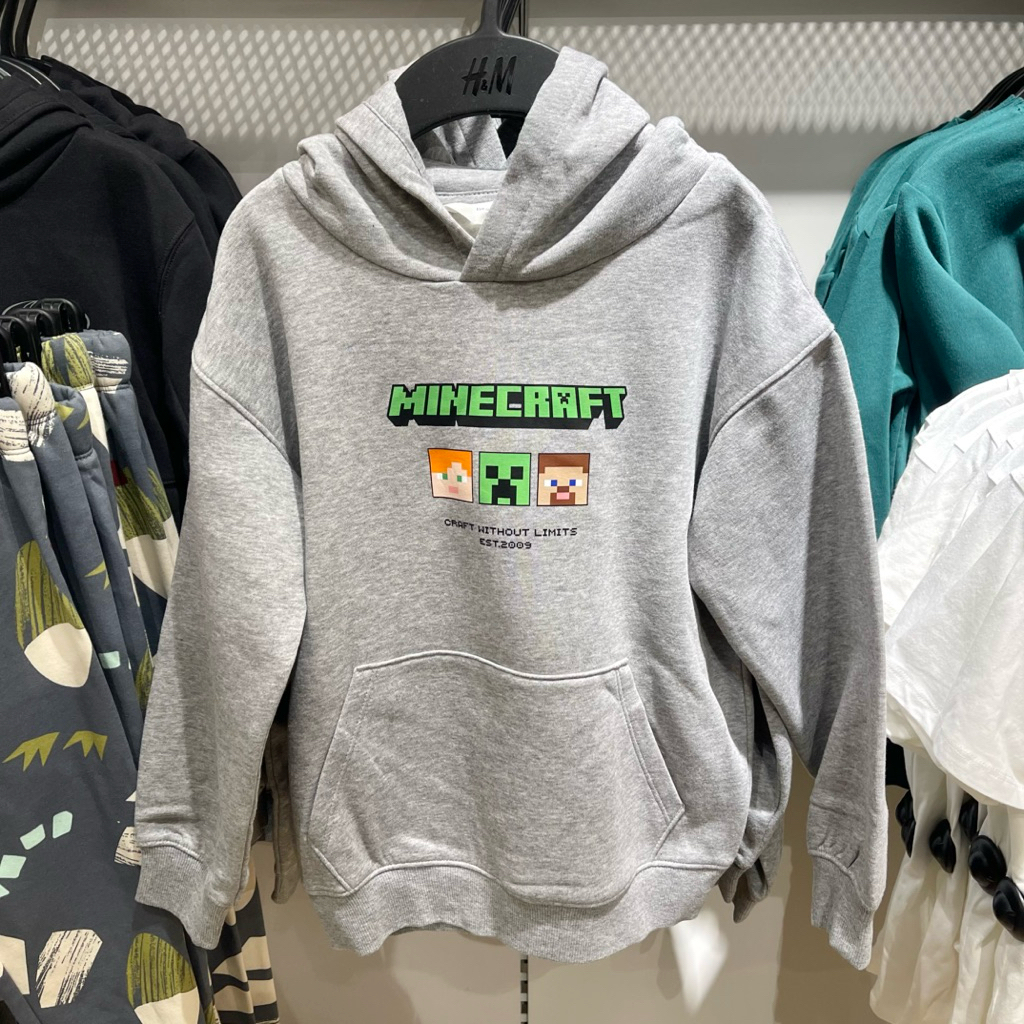 H&M
MINECRAFT
CRAFT WITHOUT LIMITS
EST.2009